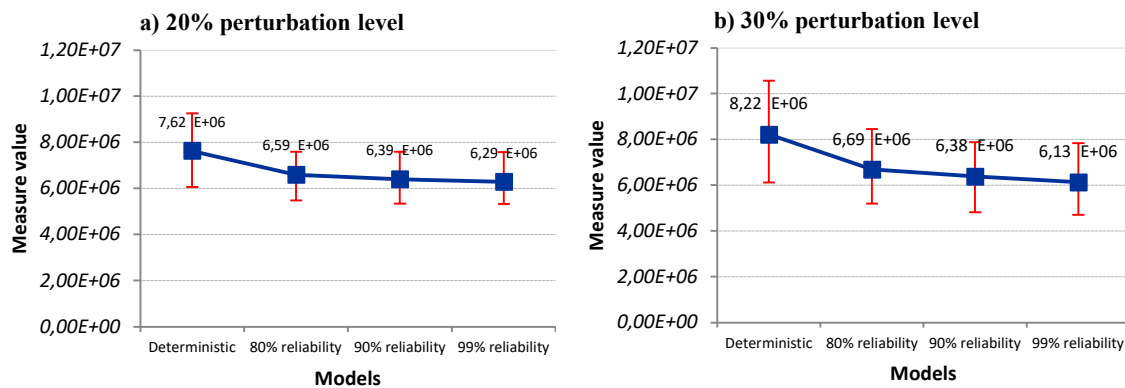 a) 20% perturbation level
1,20E+07
1,00E+07
8,00E+06
6,00E+06
4,00E+06
2,00E+06
0,00E+00
Measure value
7,62 E+06
6,59 E+06
6,39 E+06
6,29 E+06
Deterministic 80% reliability 90% reliability 99% reliability
Models
b) 30% perturbation level
1,20E+07
1,00E+07
8,00E+06
6,00E+06
4,00E+06
2,00E+06
0,00E+00
Measure value
8,22 E+06
6,69 E+06
6,38 E+06
6,13 E+06
Deterministic 80% reliability 90% reliability 99% reliability
Models